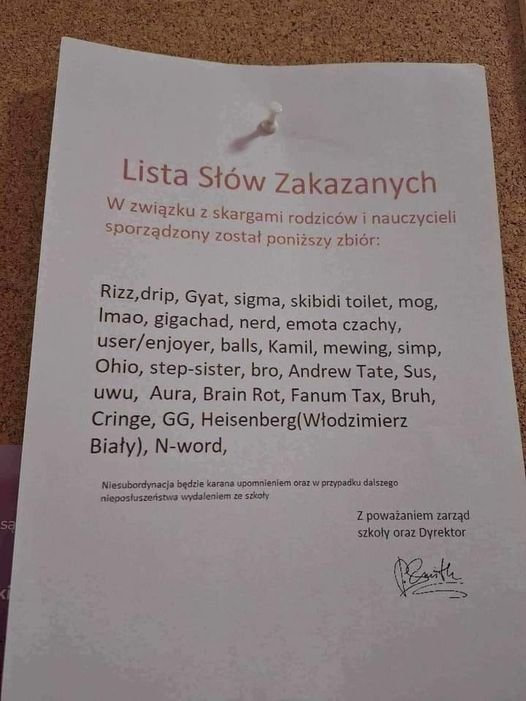 Lista Słów Zakazanych
W związku z skargami rodziców i nauczycieli
sporządzony został poniższy zbiór:
Rizz,drip, Gyat, sigma, skibidi toilet, mog,
lmao, gigachad, nerd, emota czachy,
user/enjoyer, balls, Kamil, mewing, simp,
Ohio, step-sister, bro, Andrew Tate, Sus,
uwu, Aura, Brain Rot, Fanum Tax, Bruh,
Cringe, GG, Heisenberg(Włodzimierz
Biały), N-word,
Niesubordynacja będzie karana upomnieniem oraz w przypadku dalszego
nieposłuszeństwa wydaleniem ze szkoły
Z poważaniem zarząd
szkoły oraz Dyrektor
są
ki